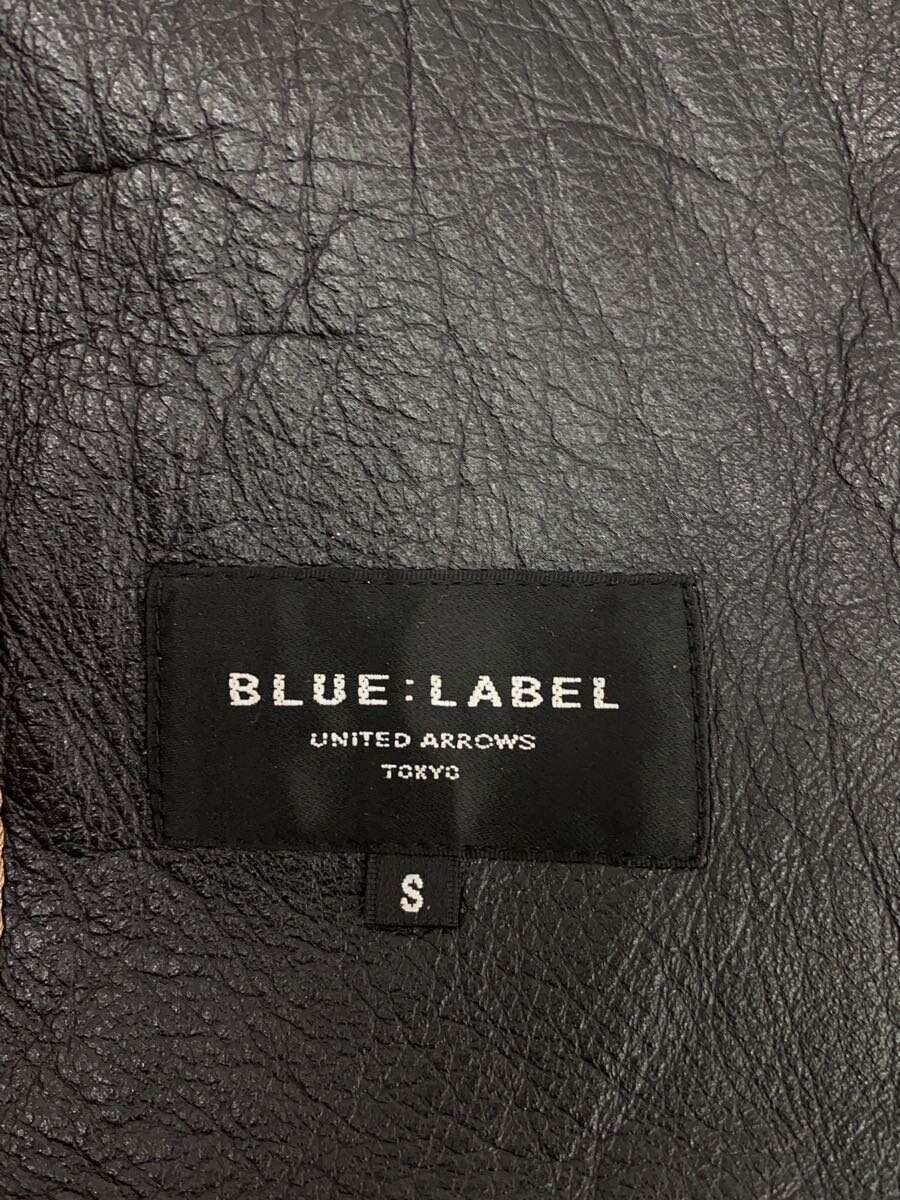 BLUE:LABEL
UNITED ARROWS
TOKYO
S